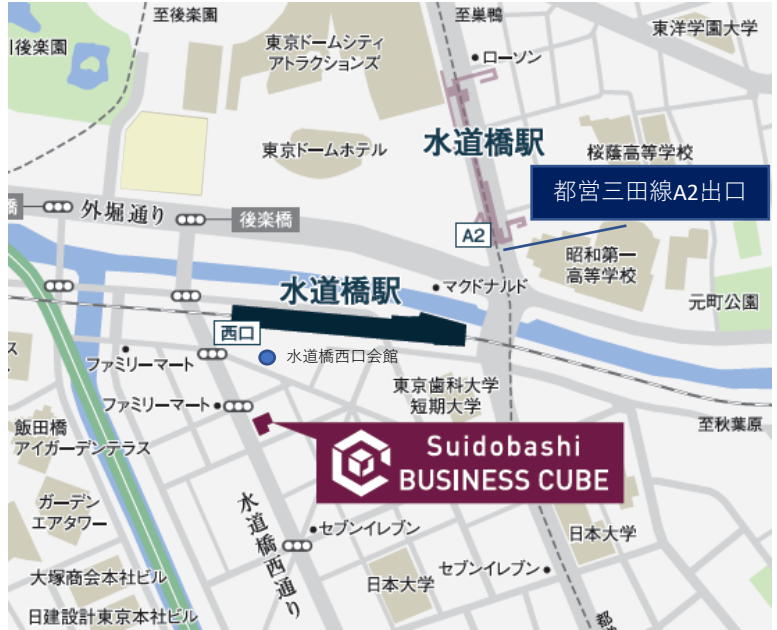 至後楽園
至巣鴨
川後楽園
東京ドームシティ
アトラクションズ
ローソン
東洋学園大学
水道橋駅
東京ドームホテル
桜蔭高等学校
都営三田線A2出口
橋
外堀通り
後楽橋
A2
昭和第一
高等学校
水道橋駅
マクドナルド
元町公園
西口
水道橋西口会館
ス
ファミリーマート
東京歯科大学
短期大学
ファミリーマート
至秋葉原
飯田橋
アイガーデンテラス
Suidobashi
BUSINESS CUBE
ガーデン
エアタワー
水道橋西通り
セブンイレブン
日本大学
大塚商会本社ビル
日本大学
セブンイレブン
日建設計東京本社ビル
都